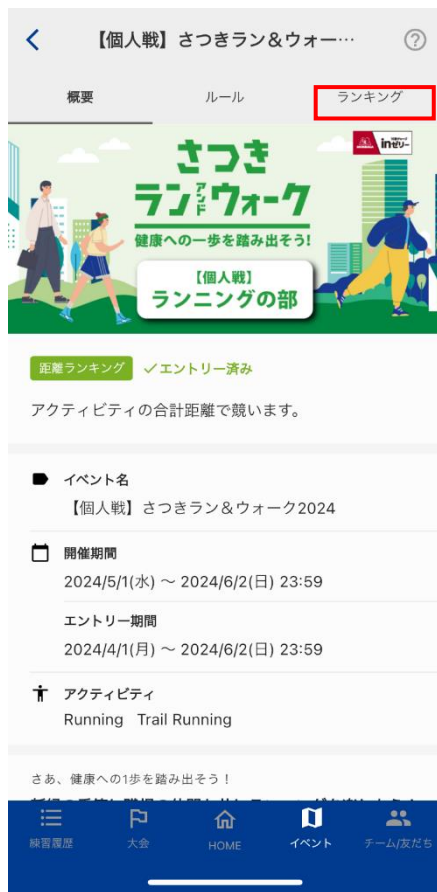 【個人戦】さつきラン＆ウォー…
概要 ルール ランキング
さつき
ランアンドウォーク
健康への一歩を踏み出そう!
【個人戦】
ランニングの部
inゼリー
距離ランキング ✓エントリー済み
アクティビティの合計距離で競います。
イベント名
【個人戦】さつきラン＆ウォーク2024
開催期間
2024/5/1(水) ～ 2024/6/2(日) 23:59
エントリー期間
2024/4/1(月) ～ 2024/6/2(日) 23:59
アクティビティ
Running Trail Running
さあ、健康への1歩を踏み出そう！
練習履歴 大会 HOME イベント チーム/友だち